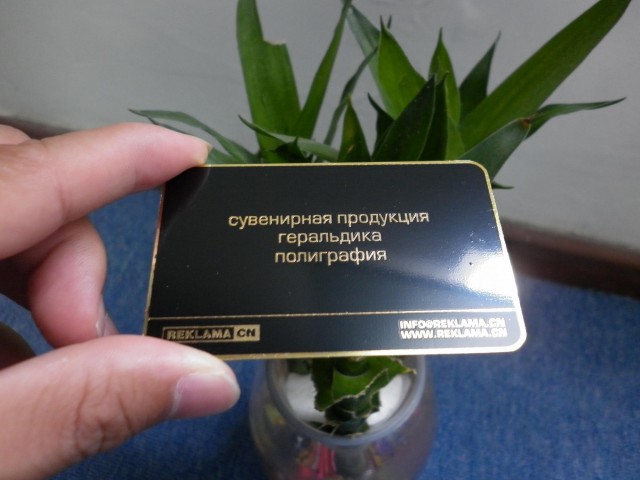 сувенирная продукция
геральдика
полиграфия
REKLAMA CN
INFO@REKLAMA.CN
WWW.REKLAMA.CN